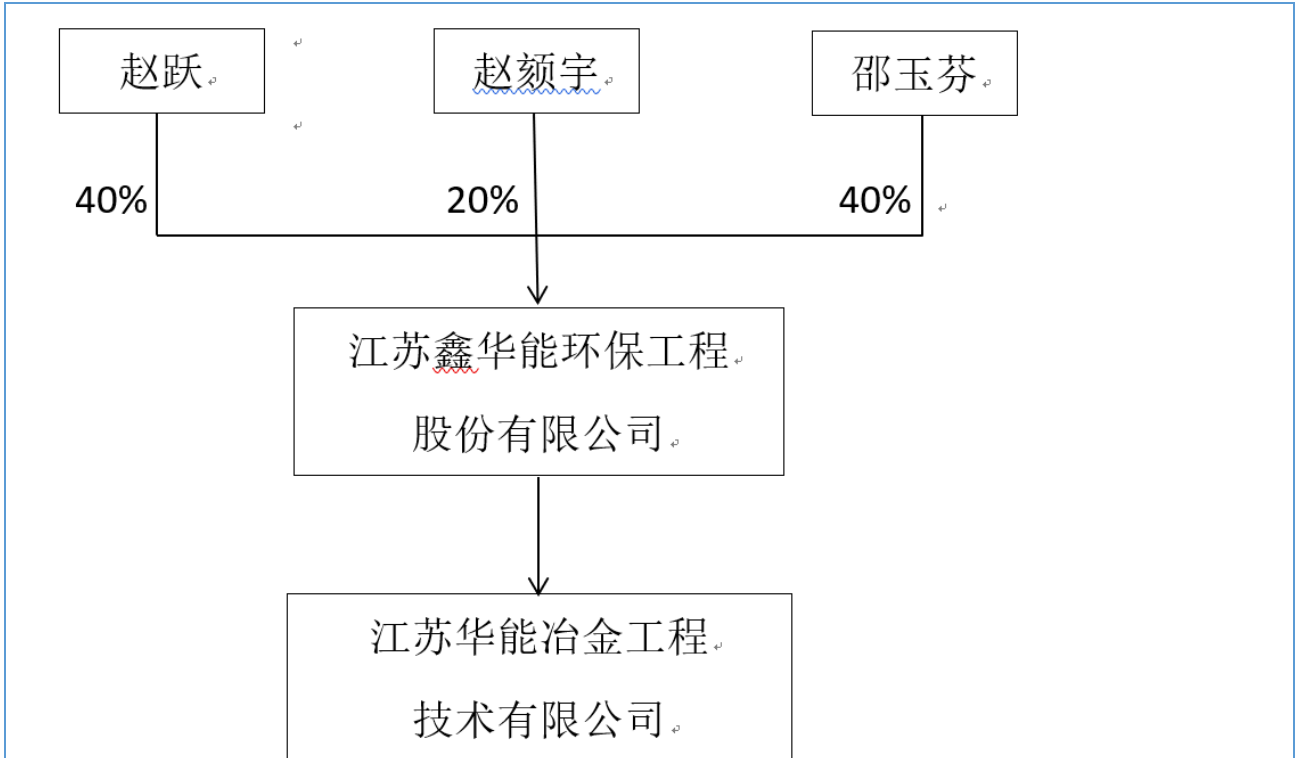 赵跃
赵颏宇
邵玉芬
40%
20%
40%
江苏鑫华能环保工程
股份有限公司
江苏华能冶金工程
技术有限公司